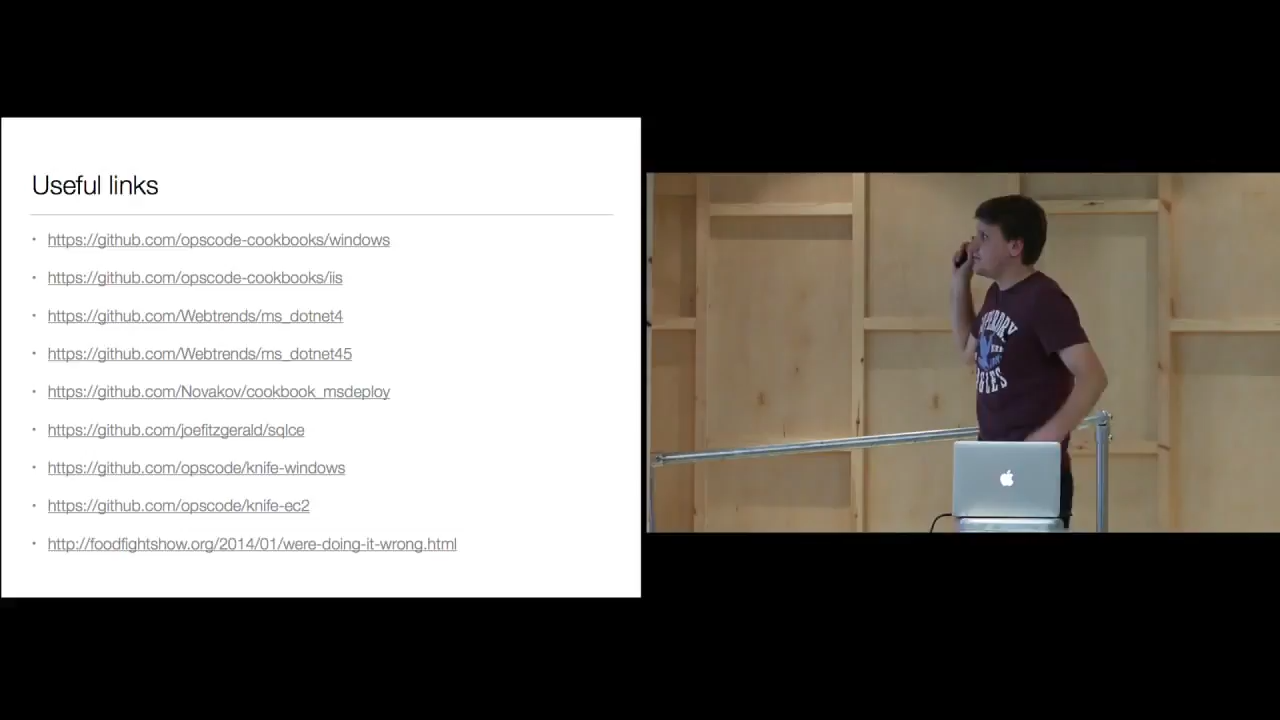 Useful links
https://github.com/opscode-cookbooks/windows
https://github.com/opscode-cookbooks/iis
https://github.com/Webtrends/ms_dotnet4
https://github.com/Webtrends/ms_dotnet45
https://github.com/Novakov/cookbook_msdeploy
https://github.com/joefitzgerald/sqlce
https://github.com/opscode/knife-windows
https://github.com/opscode/knife-ec2
http://foodfightshow.org/2014/01/were-doing-it-wrong.html